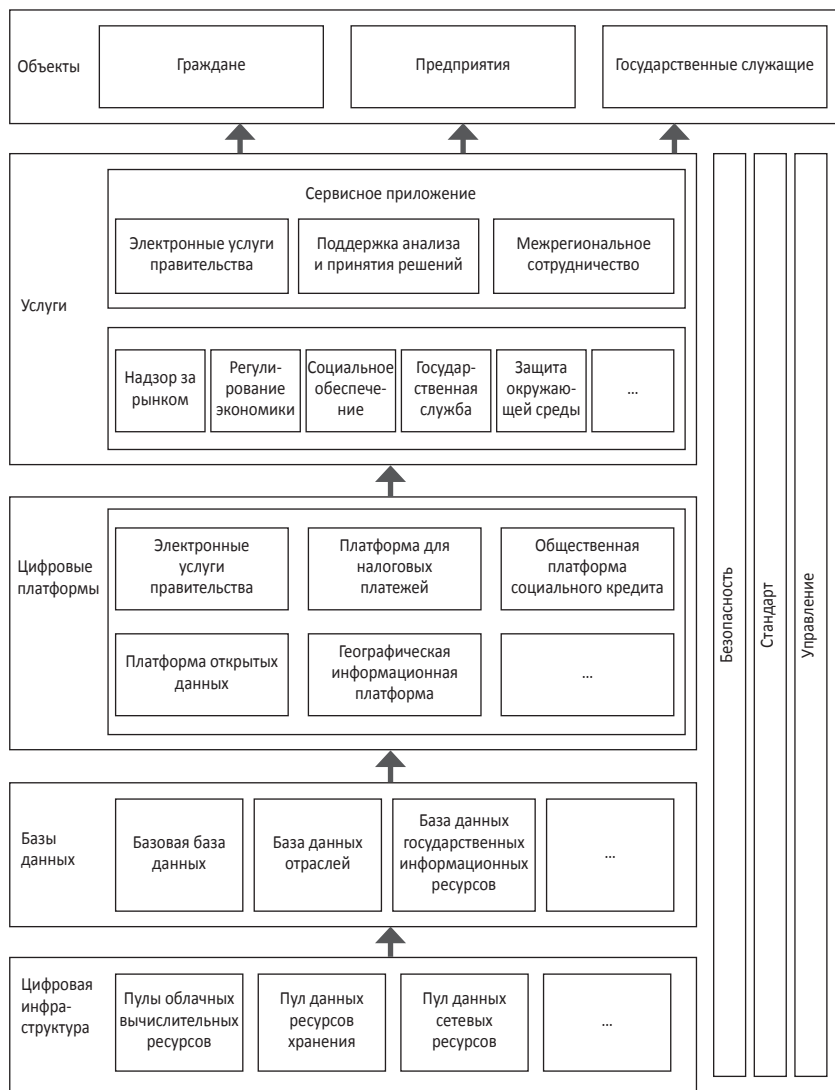 Объекты
Граждане
Предприятия
Государственные служащие
Услуги
Сервисное приложение
Электронные услуги
правительства
Поддержка анализа
и принятия решений
Межрегиональное
сотрудничество
Надзор за
рынком
Регули-
рование
экономики
Социальное
обеспече-
ние
Государ-
ственная
служба
Защита
окружаю-
щей среды
...
Цифровые
платформы
Электронные
услуги
правительства
Платформа для
налоговых
платежей
Общественная
платформа
социального кредита
Платформа открытых
данных
Географическая
информационная
платформа
...
Базы
данных
Базовая база
данных
База данных
отраслей
База данных
государственных
информационных
ресурсов
...
Цифровая
инфра-
структура
Пулы облачных
вычислительных
ресурсов
Пул данных
ресурсов
хранения
Пул данных
сетевых
ресурсов
...
Безопасность
Стандарт
Управление